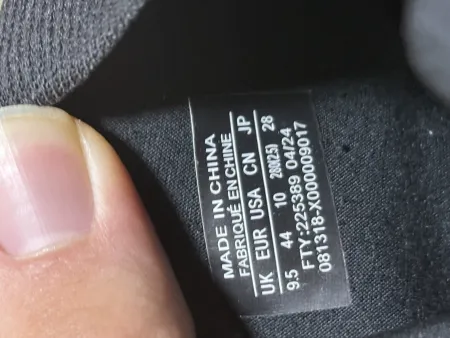 MADE IN CHINA
FABRIQUÉ EN CHINE
UK EUR USA CN JP
9.5 44 10 280(2.5) 28
FTY:225389 04/24
081318-X000009017